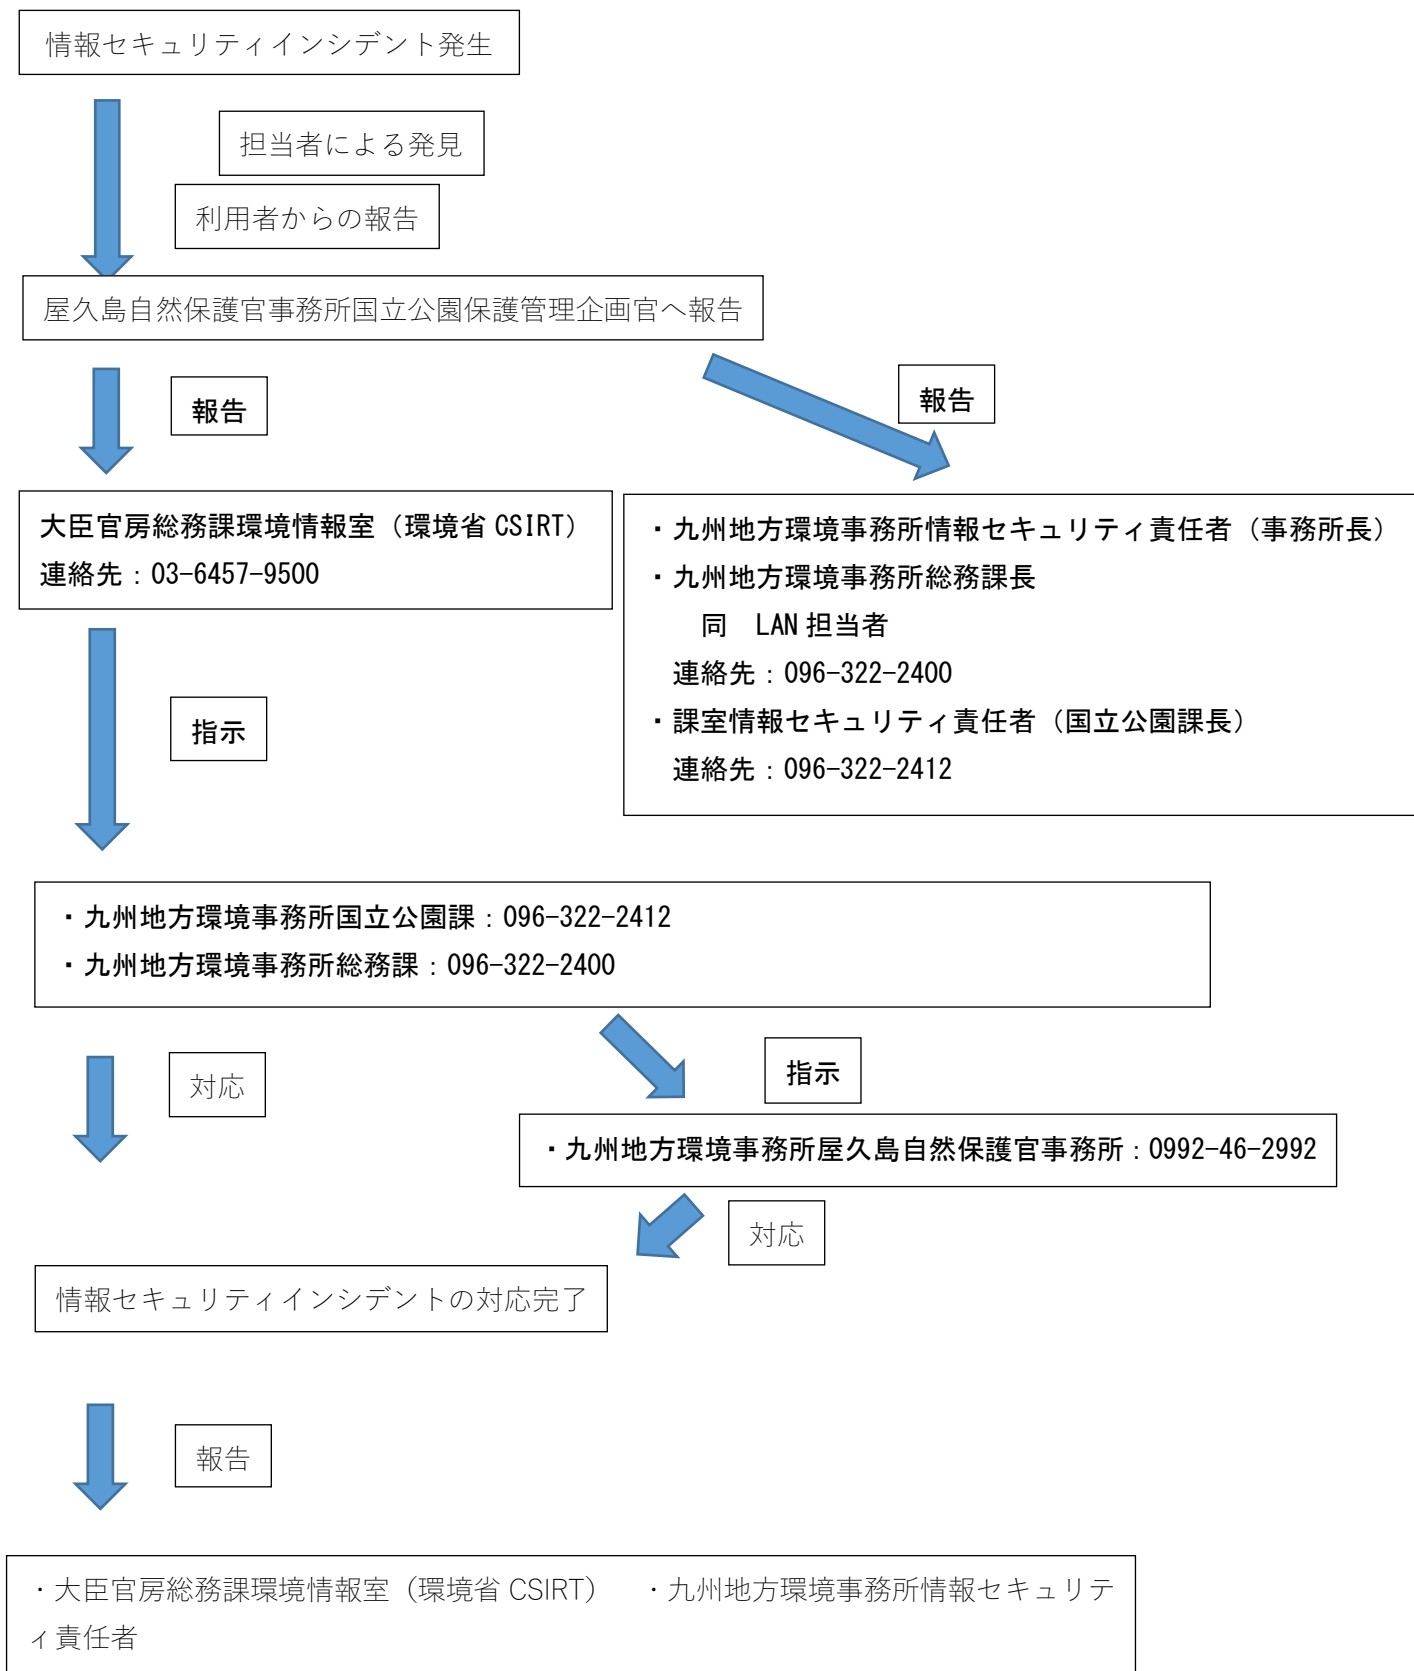 情報セキュリティインシデント発生
担当者による発見
利用者からの報告
屋久島自然保護官事務所国立公園保護管理企画官へ報告
報告
報告
大臣官房総務課環境情報室（環境省 CSIRT）
連絡先：03-6457-9500
・九州地方環境事務所情報セキュリティ責任者（事務所長）
・九州地方環境事務所総務課長
同　LAN 担当者
連絡先：096-322-2400
・課室情報セキュリティ責任者（国立公園課長）
連絡先：096-322-2412
指示
・九州地方環境事務所国立公園課：096-322-2412
・九州地方環境事務所総務課：096-322-2400
対応
指示
・九州地方環境事務所屋久島自然保護官事務所：0992-46-2992
対応
情報セキュリティインシデントの対応完了
報告
・大臣官房総務課環境情報室（環境省 CSIRT）　・九州地方環境事務所情報セキュリテ
ィ責任者